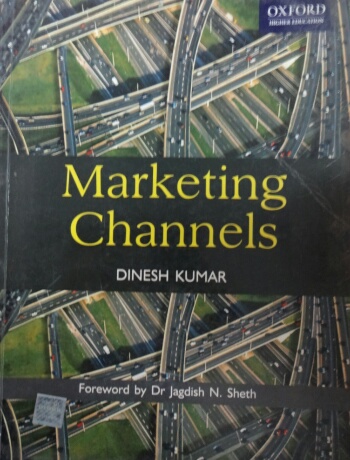 OXFORD
HIGHER EDUCATION
Marketing
Channels
DINESH KUMAR
Foreword by Dr Jagdish N. Sheth